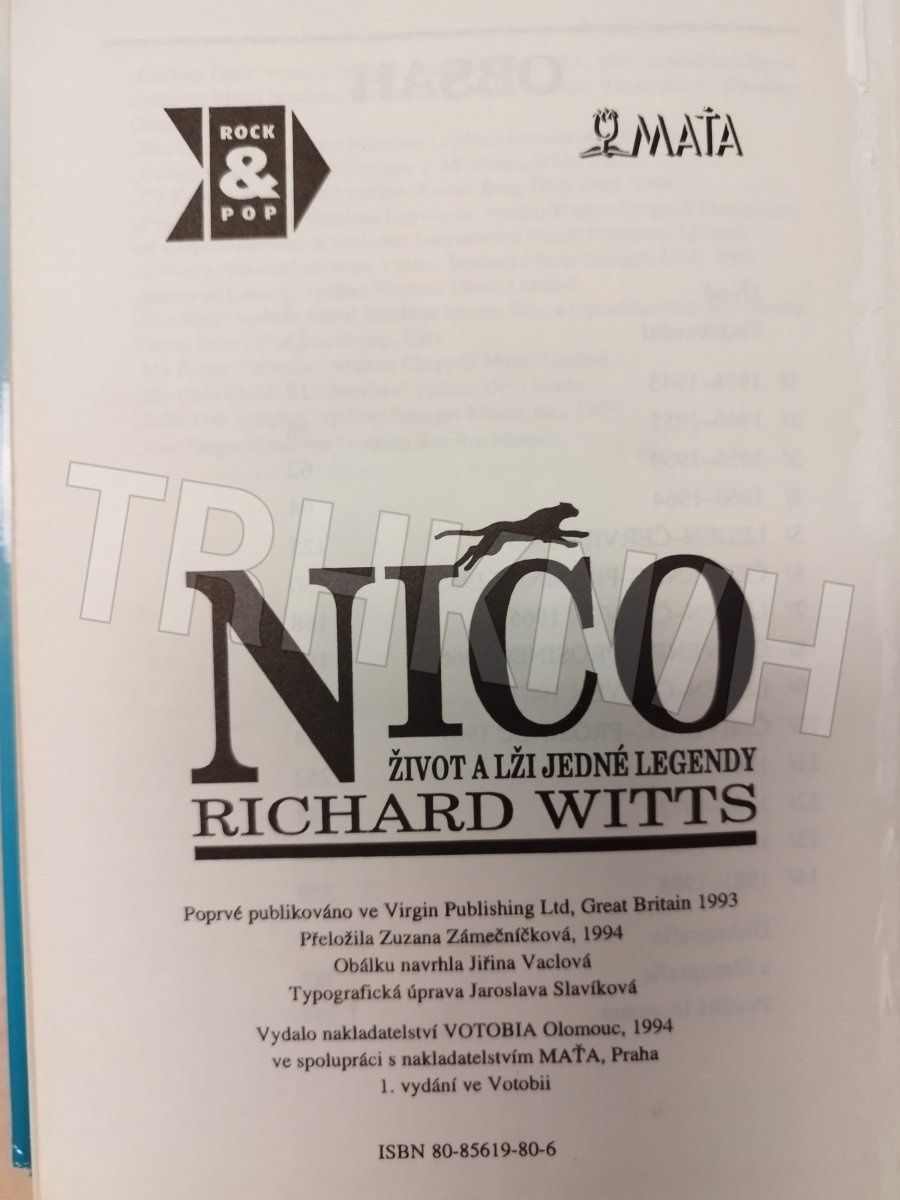 ROCK
&
POP
MAŤA
TRHKNIH
NICO
ŽIVOT A LŽI JEDNÉ LEGENDY
RICHARD WITTS
Poprvé publikováno ve Virgin Publishing Ltd, Great Britain 1993
Přeložila Zuzana Zámečníčková, 1994
Obálku navrhla Jiřina Vaclová
Typografická úprava Jaroslava Slavíková
Vydalo nakladatelství VOTOBIA Olomouc, 1994
ve spolupráci s nakladatelstvím MAŤA, Praha
1. vydání ve Votobii
ISBN 80-85619-80-6